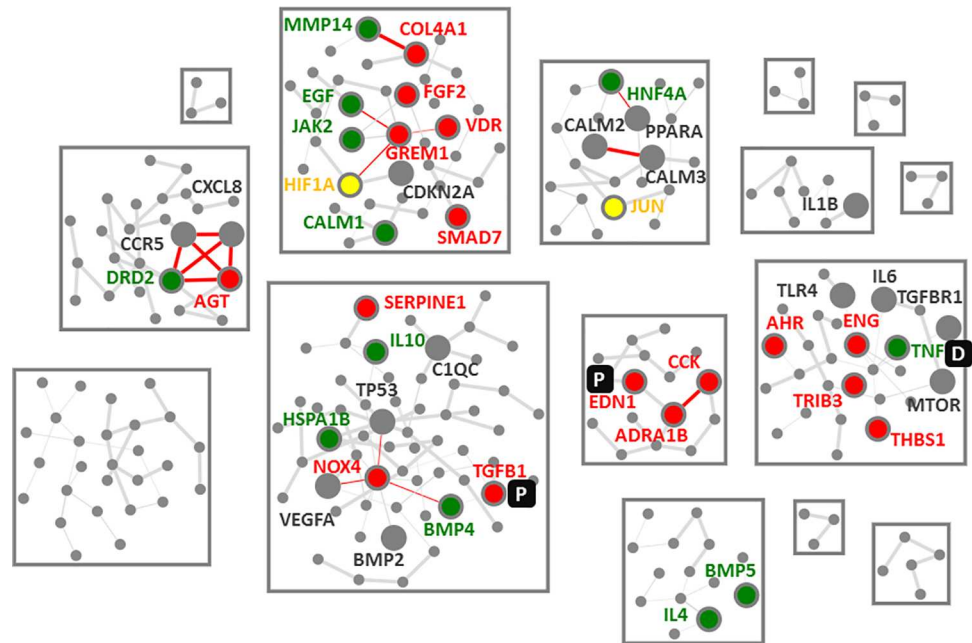 MMP14
COL4A1
EGF
FGF2
JAK2
VDR
GREM1
HIF1A
CDKN2A
CALM1
SMAD7
HNF4A
CALM2
PPARA
CALM3
JUN
IL1B
CXCL8
CCR5
DRD2
AGT
SERPINE1
IL10
C1QC
TP53
HSPA1B
NOX4
TGFB1
P
VEGFA
BMP4
BMP2
P
CCK
EDN1
ADRA1B
IL6
TLR4
TGFBR1
AHR
ENG
TNF
D
TRIB3
MTOR
THBS1
BMP5
IL4